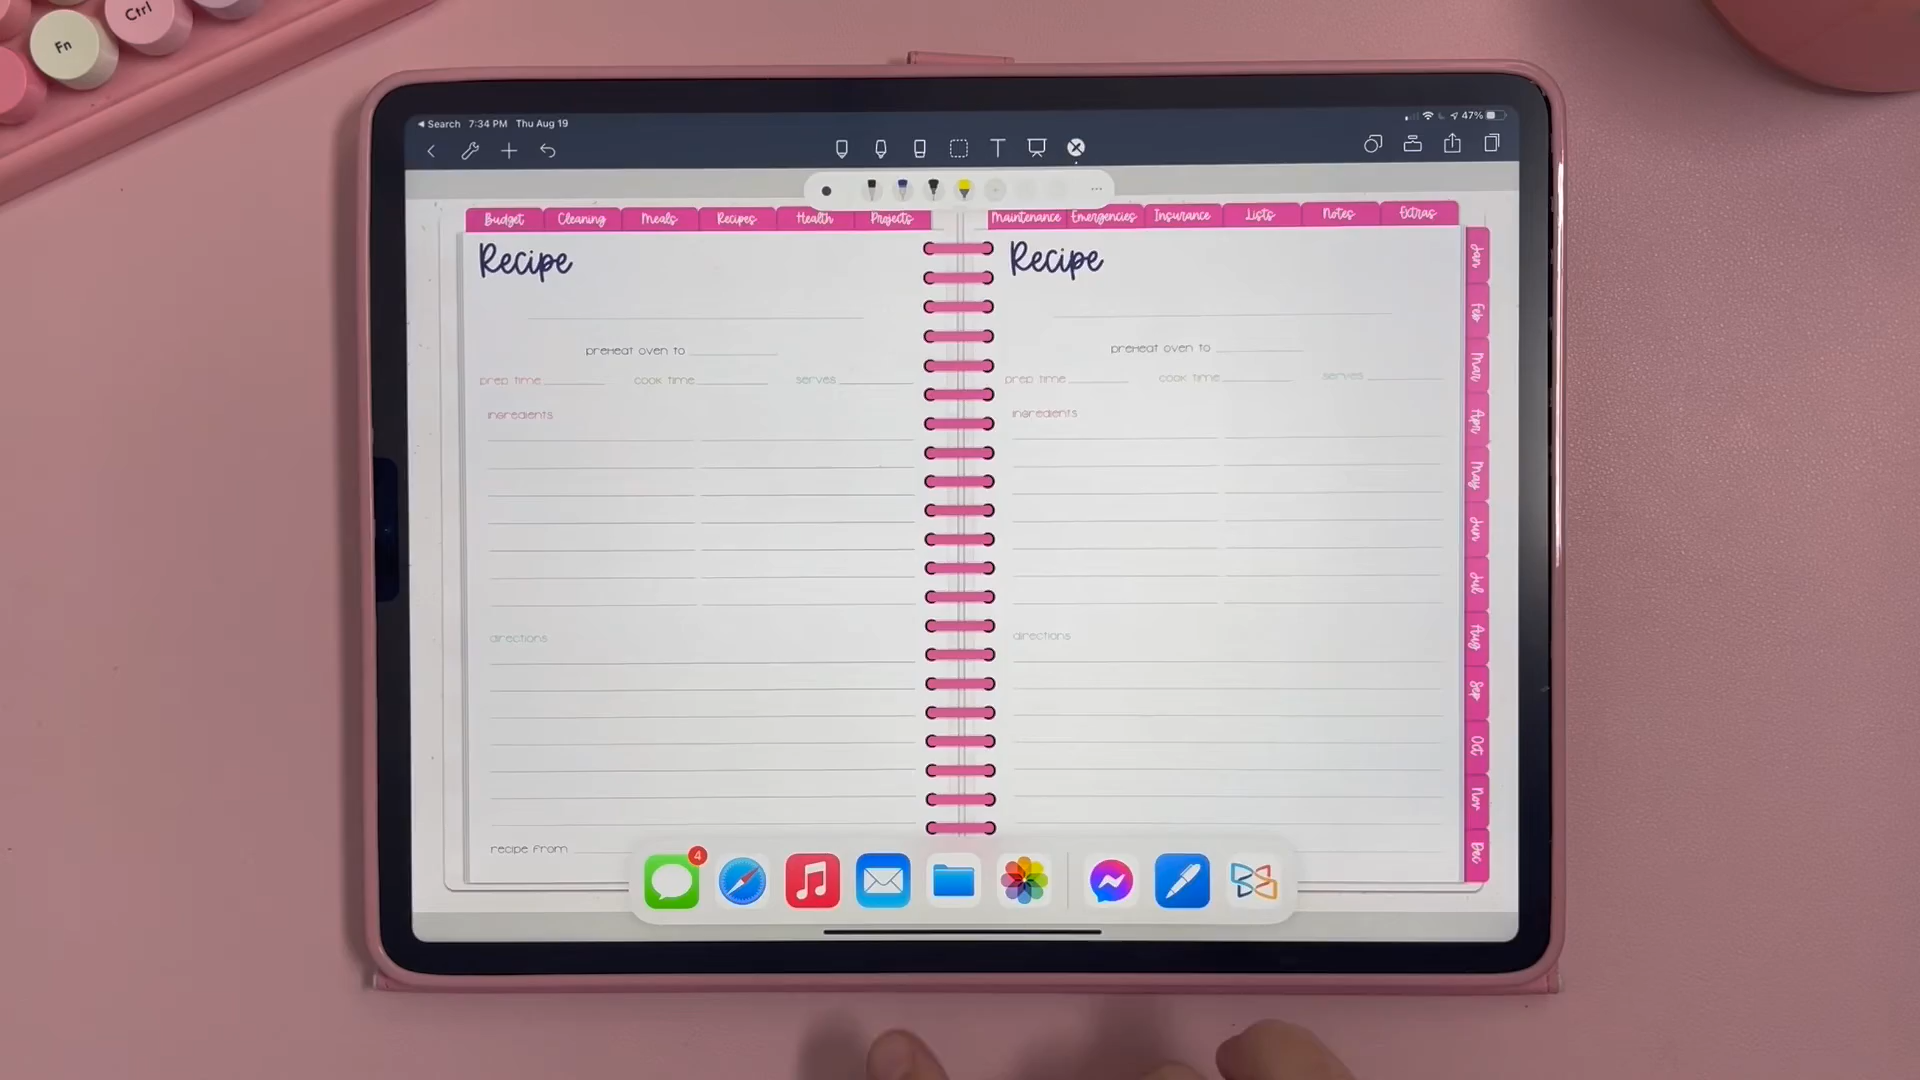 Fn
Ctrl
◀ Search 7:34 PM Thu Aug 19
47%
T
Budget Cleaning Meals Recipes Health Projects
Maintenance Emergencies Insurance Lists Notes Extras
Recipe
preheat oven to
prep time cook time serves
ingredients
directions
recipe from
Recipe
preheat oven to
prep time cook time serves
ingredients
directions
Jan
Feb
Mar
Apr
May
Jun
Jul
Aug
Sep
Oct
Nov
Dec
4